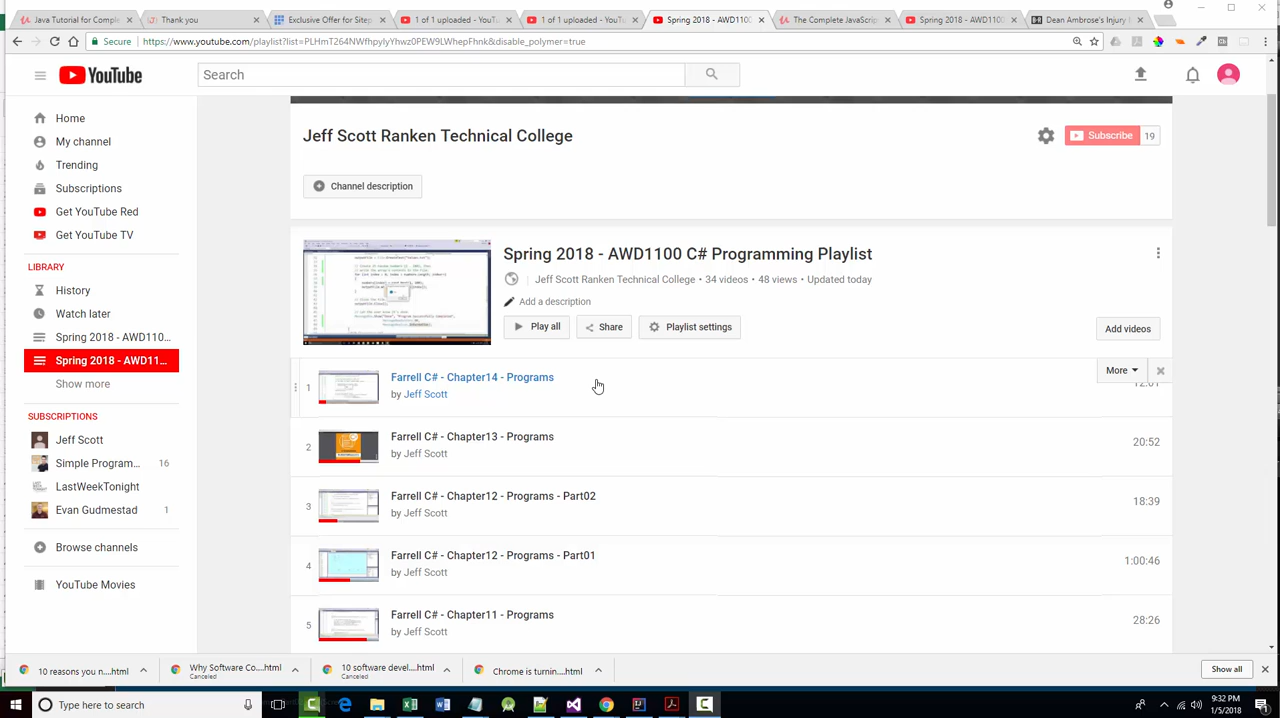 Java Tutorial for Comple
Thank you
Exclusive Offer for Sitep
1 of 1 uploaded - YouTu
1 of 1 uploaded - YouTu
Spring 2018 - AWD1100
The Complete JavaScrip
Spring 2018 - AWD100
Dean Ambrose's Injury I
Secure
https://www.youtube.com/playlist?list=PLHmT264NWfhpyIyYhwz0PEW9LWhepFhnk&disable_polymer=true
YouTube
Search
Home
My channel
Trending
Subscriptions
Get YouTube Red
Get YouTube TV
LIBRARY
History
Watch later
Spring 2018 - AWD110...
Spring 2018 - AWD11...
Show more
SUBSCRIPTIONS
Jeff Scott
Simple Program... 16
LastWeekTonight
Evan Gudmestad 1
Browse channels
YouTube Movies
Jeff Scott Ranken Technical College
Subscribe 19
Channel description
Spring 2018 - AWD1100 C# Programming Playlist
Jeff Scott Ranken Technical College • 34 videos • 48 views • Updated today
Add a description
Play all
Share
Playlist settings
Add videos
1
Farrell C# - Chapter14 - Programs
by Jeff Scott
More
12:01
2
Farrell C# - Chapter13 - Programs
by Jeff Scott
20:52
3
Farrell C# - Chapter12 - Programs - Part02
by Jeff Scott
18:39
4
Farrell C# - Chapter12 - Programs - Part01
by Jeff Scott
1:00:46
5
Farrell C# - Chapter11 - Programs
by Jeff Scott
28:26
10 reasons you n....html
Why Software Co....html
Canceled
10 software devel....html
Canceled
Chrome is turnin....html
Show all
Type here to search
9:32 PM
1/5/2018